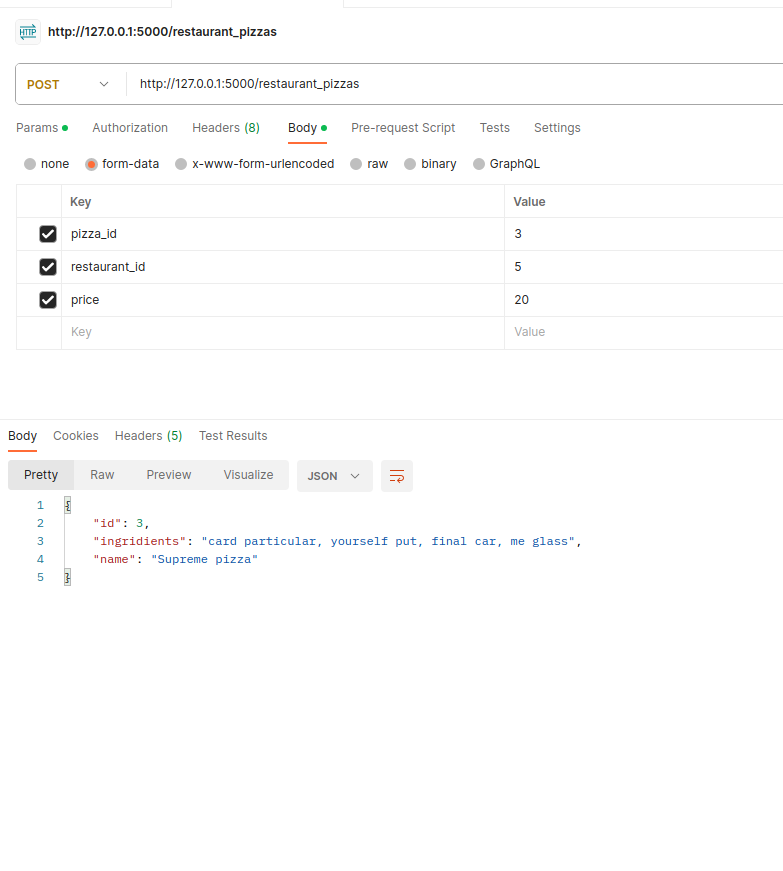 HTTP http://127.0.0.1:5000/restaurant_pizzas
POST http://127.0.0.1:5000/restaurant_pizzas
Params Authorization Headers (8) Body Pre-request Script Tests Settings
none form-data x-www-form-urlencoded raw binary GraphQL
Key Value
pizza_id 3
restaurant_id 5
price 20
Key Value
Body Cookies Headers (5) Test Results
Pretty Raw Preview Visualize JSON
1 {
2 "id": 3,
3 "ingridients": "card particular, yourself put, final car, me glass",
4 "name": "Supreme pizza"
5 }